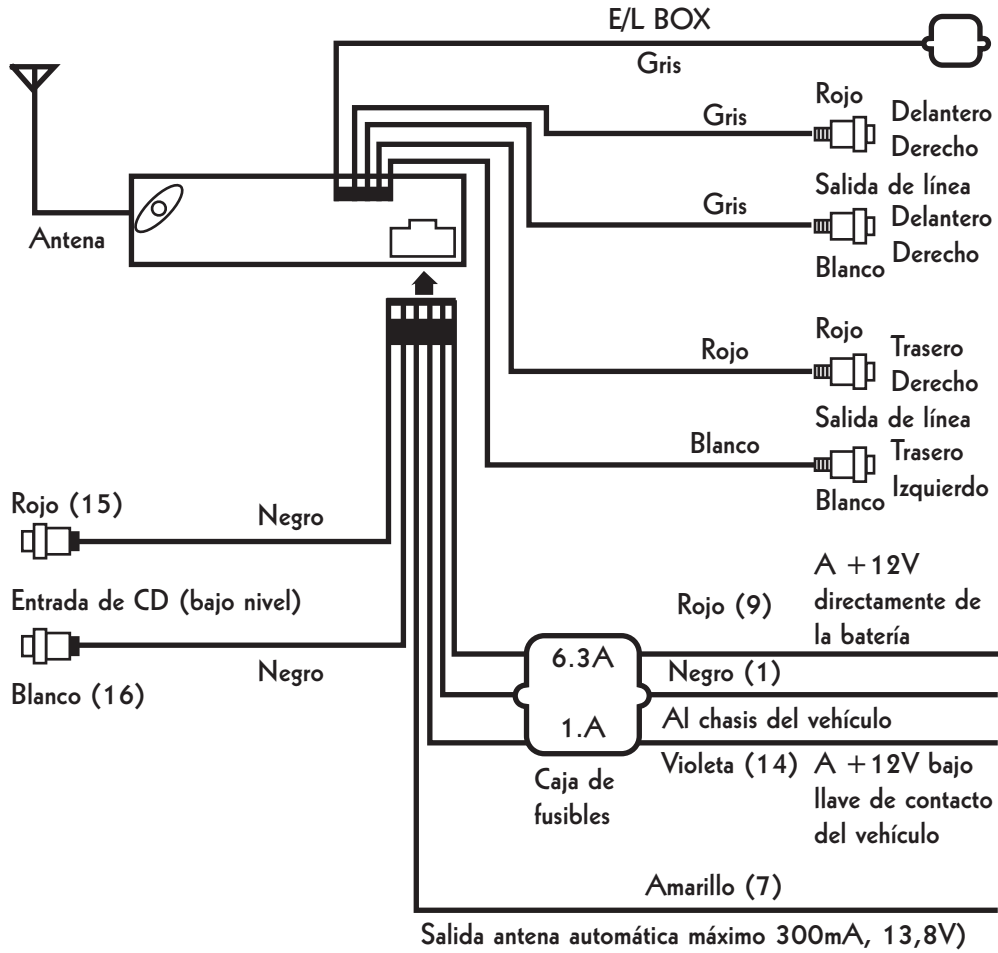 E/L BOX
Gris
Antena
Gris
Rojo
Delantero
Derecho
Salida de línea
Gris
Delantero
Derecho
Blanco
Rojo
Rojo
Trasero
Derecho
Salida de línea
Blanco
Trasero
Izquierdo
Blanco
Rojo (15)
Negro
Entrada de CD (bajo nivel)
Negro
Blanco (16)
Rojo (9)
A +12V
directamente de
la batería
6.3A
1.A
Caja de
fusibles
Negro (1)
Al chasis del vehículo
Violeta (14)
A +12V bajo
llave de contacto
del vehículo
Amarillo (7)
Salida antena automática máximo 300mA, 13,8V)